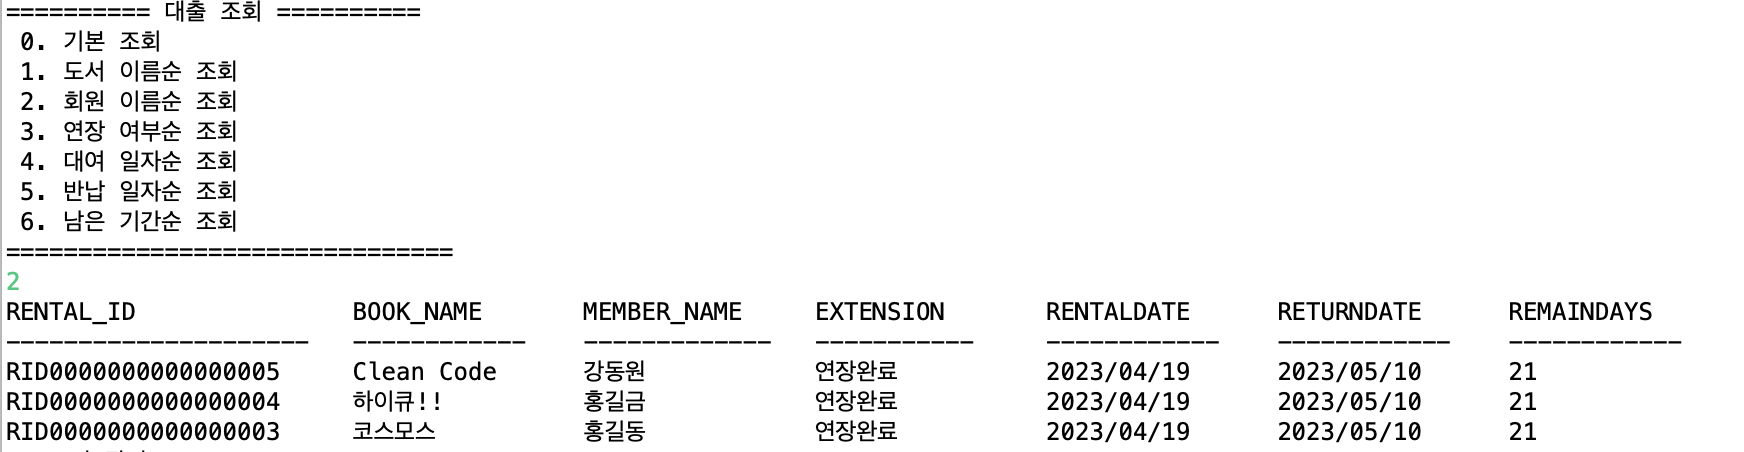 ========== 대출 조회 ==========
0. 기본 조회
1. 도서 이름순 조회
2. 회원 이름순 조회
3. 연장 여부순 조회
4. 대여 일자순 조회
5. 반납 일자순 조회
6. 남은 기간순 조회
===============================
2
RENTAL_ID BOOK_NAME MEMBER_NAME EXTENSION RENTALDATE RETURNDATE REMAINDAYS
--------------------- ------------ ------------- ----------- ------------ ------------ ------------
RID0000000000000005 Clean Code 강동원 연장완료 2023/04/19 2023/05/10 21
RID0000000000000004 하이큐!! 홍길금 연장완료 2023/04/19 2023/05/10 21
RID0000000000000003 코스모스 홍길동 연장완료 2023/04/19 2023/05/10 21